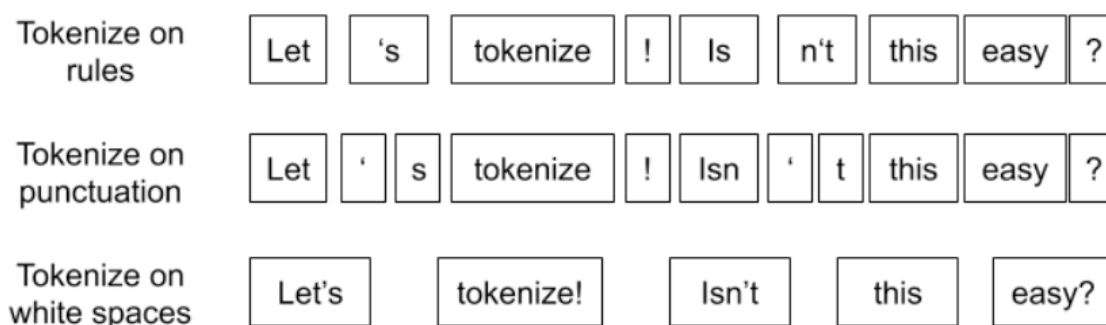 Tokenize on
rules
Let ‘s tokenize ! Is n‘t this easy ?
Tokenize on
punctuation
Let ‘ s tokenize ! Isn ‘ t this easy ?
Tokenize on
white spaces
Let’s tokenize! Isn’t this easy?